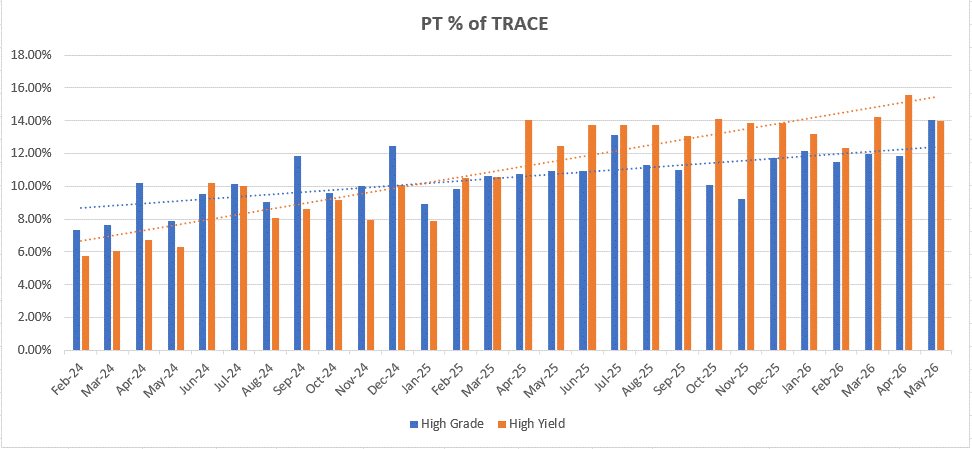 PT % of TRACE
18.00%
16.00%
14.00%
12.00%
10.00%
8.00%
6.00%
4.00%
2.00%
0.00%
Feb-24
Mar-24
Apr-24
May-24
Jun-24
Jul-24
Aug-24
Sep-24
Oct-24
Nov-24
Dec-24
Jan-25
Feb-25
Mar-25
Apr-25
May-25
Jun-25
Jul-25
Aug-25
Sep-25
Oct-25
Nov-25
Dec-25
Jan-26
Feb-26
Mar-26
Apr-26
May-26
High Grade
High Yield